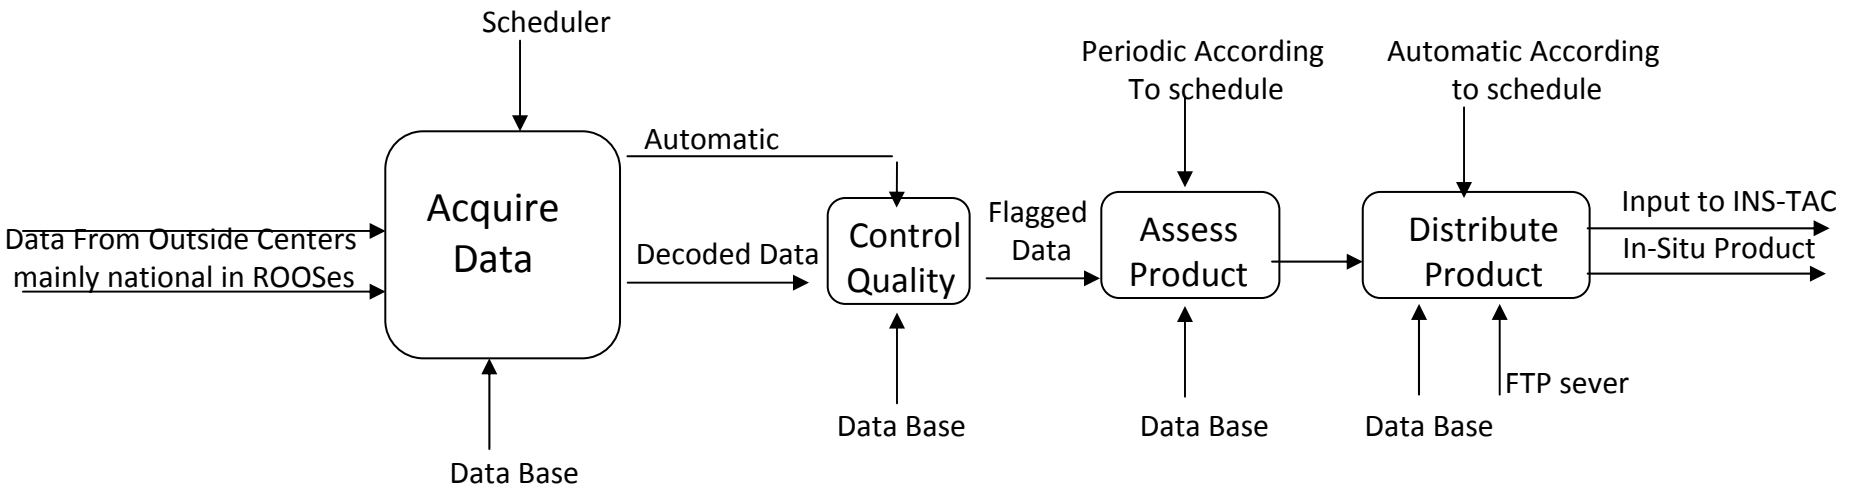 Scheduler
Periodic According
To schedule
Automatic According
to schedule
Automatic
Acquire
Data
Data From Outside Centers
mainly national in ROOSes
Decoded Data
Control
Quality
Flagged
Data
Assess
Product
Distribute
Product
Input to INS-TAC
In-Situ Product
FTP sever
Data Base
Data Base
Data Base
Data Base